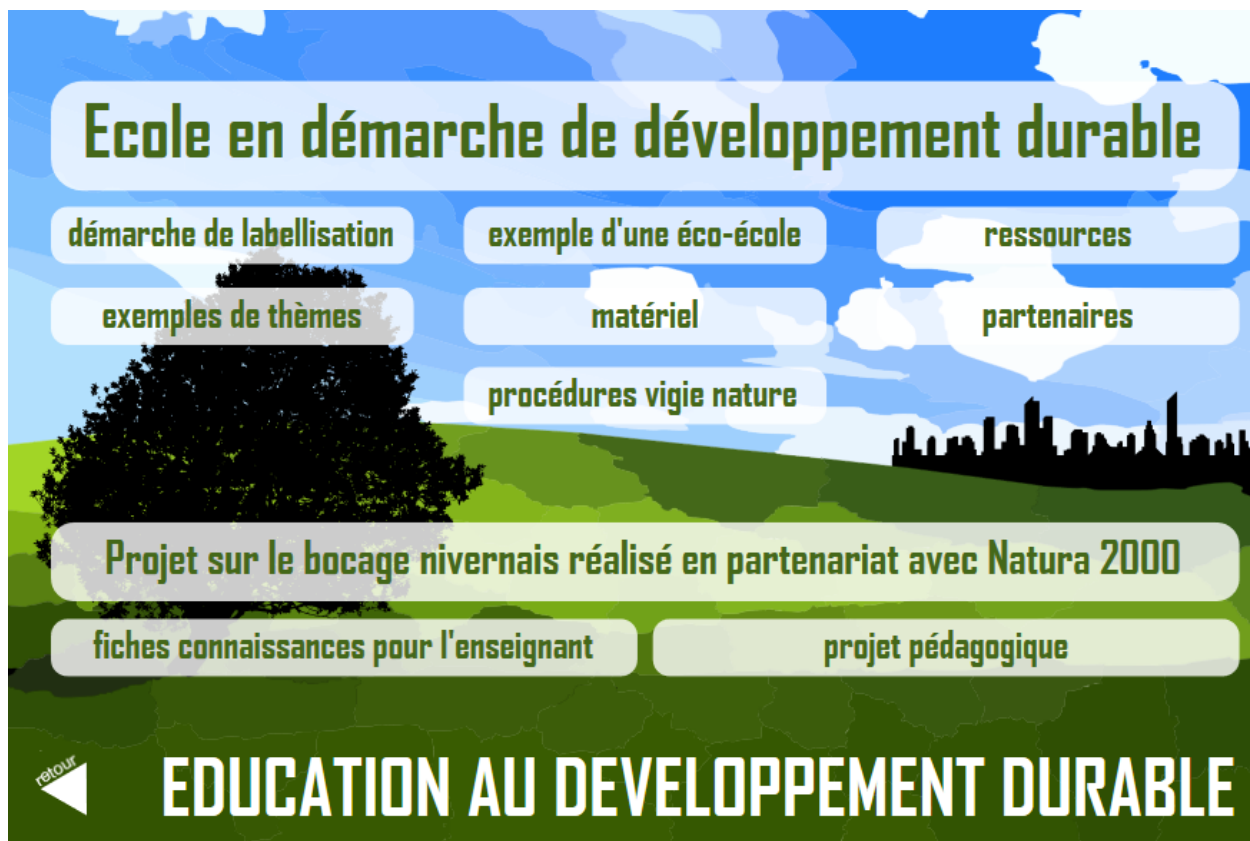 Ecole en démarche de développement durable
démarche de labellisation
exemple d'une éco-école
ressources
exemples de thèmes
matériel
partenaires
procédures vigie nature
Projet sur le bocage nivernais réalisé en partenariat avec Natura 2000
fiches connaissances pour l'enseignant
projet pédagogique
retour
EDUCATION AU DEVELOPPEMENT DURABLE